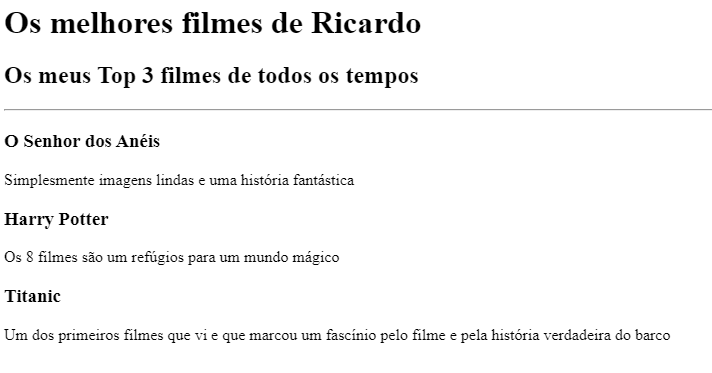 Os melhores filmes de Ricardo
Os meus Top 3 filmes de todos os tempos
O Senhor dos Anéis
Simplesmente imagens lindas e uma história fantástica
Harry Potter
Os 8 filmes são um refúgios para um mundo mágico
Titanic
Um dos primeiros filmes que vi e que marcou um fascínio pelo filme e pela história verdadeira do barco